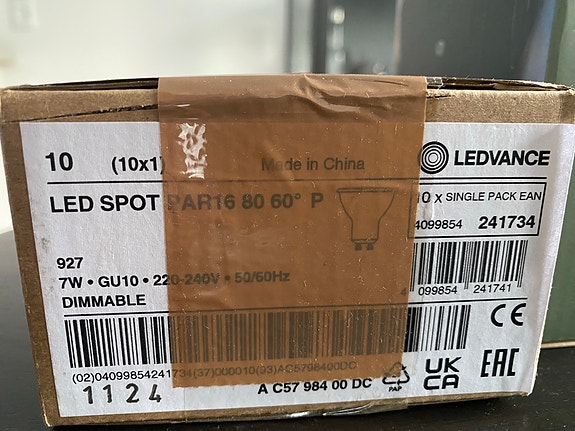 10 (10x1) Made in China LEDVANCE
LED SPOT PAR16 80 60° P
10 x SINGLE PACK EAN
4099854 241734
927
7W • GU10 • 220-240V • 50/60Hz
DIMMABLE
4 099854 241741
CE
(02)04099854241734(37)000010(93)AC5798400DC
1124
A C57 984 00 DC
PAP
UK
CA
EAC